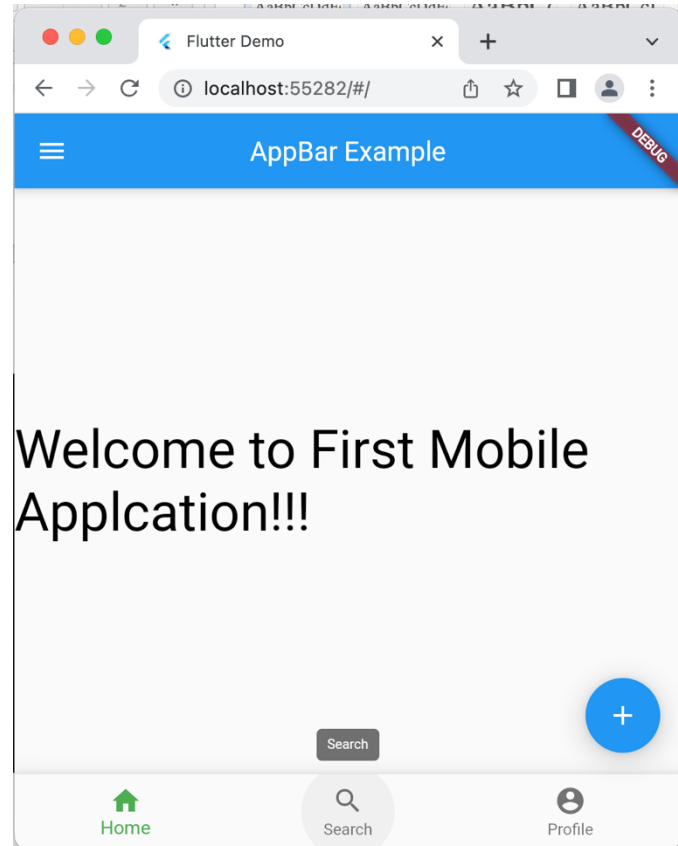 Flutter Demo
localhost:55282/#/
AppBar Example
DEBUG
Welcome to First Mobile
Applcation!!!
Search
Home
Search
Profile